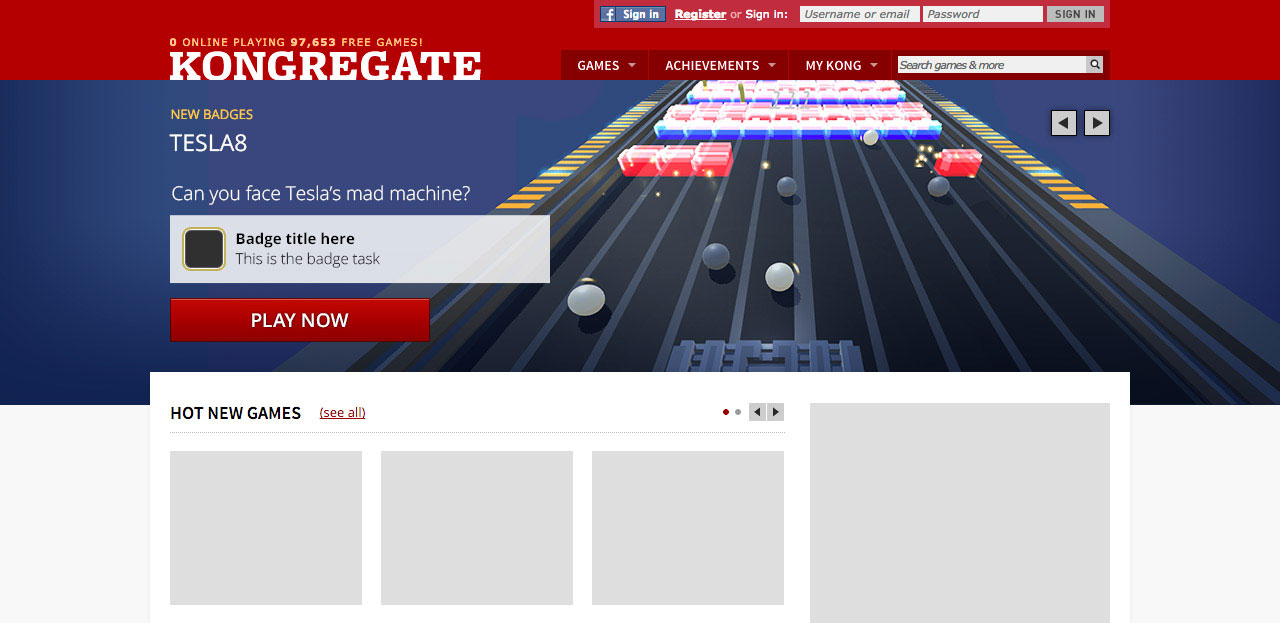 Sign in
Register or Sign in:
Username or email
Password
SIGN IN
0 ONLINE PLAYING 97,653 FREE GAMES!
KONGREGATE
GAMES
ACHIEVEMENTS
MY KONG
Search games & more
NEW BADGES
TESLA8
Can you face Tesla’s mad machine?
Badge title here
This is the badge task
PLAY NOW
HOT NEW GAMES
(see all)